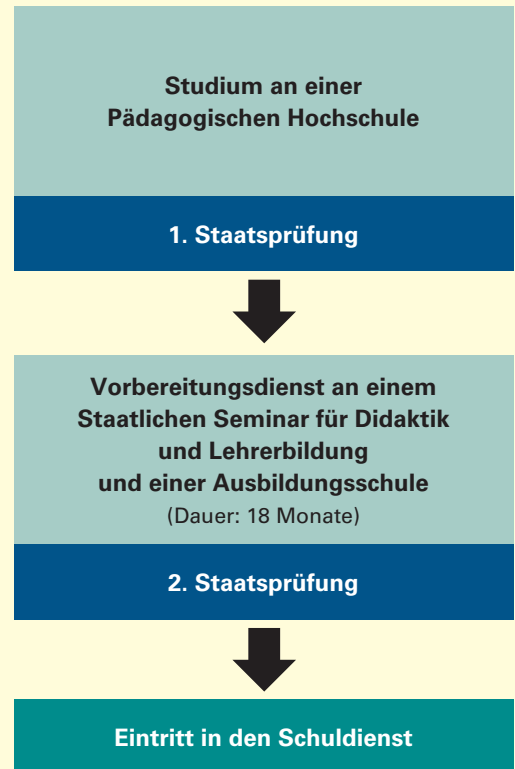 Studium an einer
Pädagogischen Hochschule
1. Staatsprüfung
Vorbereitungsdienst an einem
Staatlichen Seminar für Didaktik
und Lehrerbildung
und einer Ausbildungsschule
(Dauer: 18 Monate)
2. Staatsprüfung
Eintritt in den Schuldienst